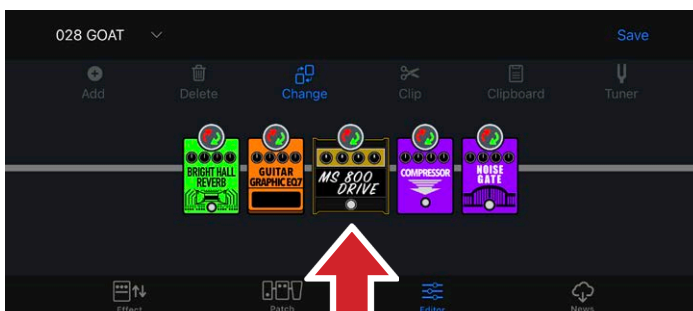 028 GOAT
Save
Add
Delete
Change
Clip
Clipboard
Tuner
BRIGHT HALL
REVERB
GUITAR
GRAPHIC EQ7
MS 800
DRIVE
COMPRESSOR
NOISE
GATE
Effect
Patch
Editor
News